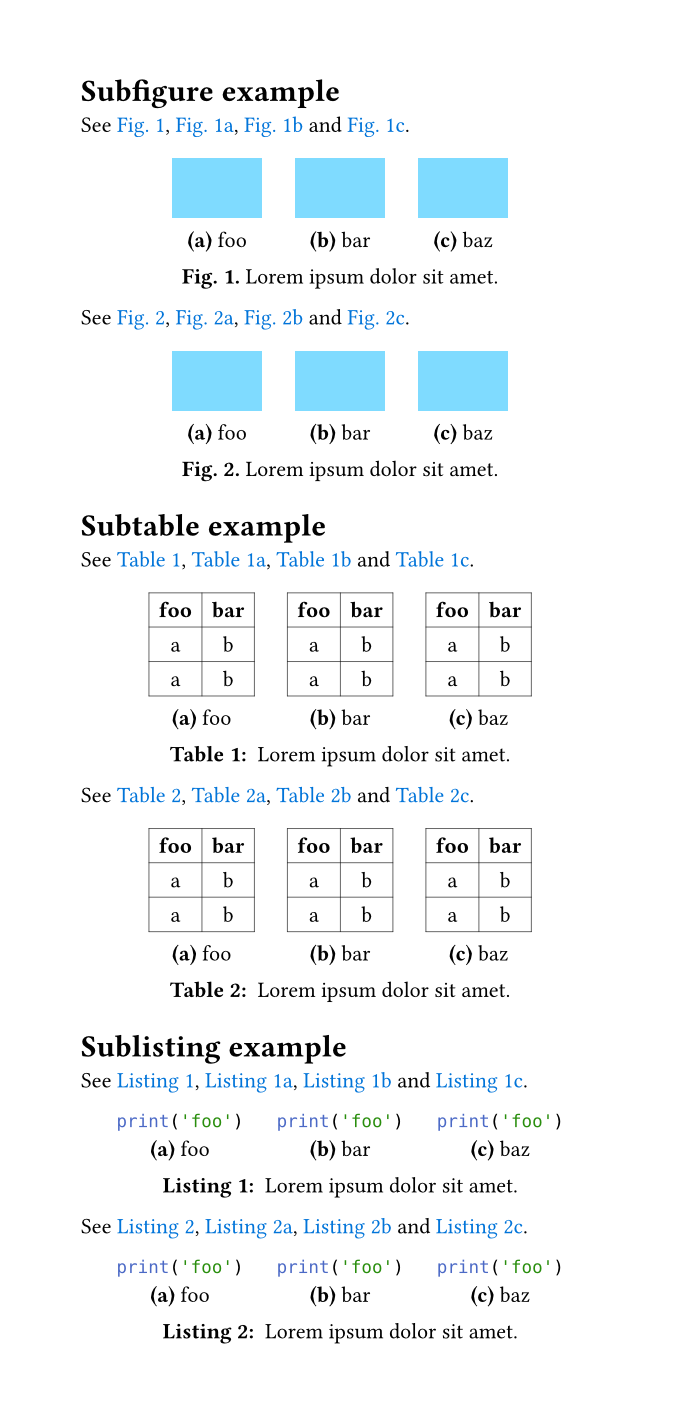 Subfigure example
See Fig. 1, Fig. 1a, Fig. 1b and Fig. 1c.
(a) foo (b) bar (c) baz
Fig. 1. Lorem ipsum dolor sit amet.
See Fig. 2, Fig. 2a, Fig. 2b and Fig. 2c.
(a) foo (b) bar (c) baz
Fig. 2. Lorem ipsum dolor sit amet.
Subtable example
See Table 1, Table 1a, Table 1b and Table 1c.
foo bar foo bar foo bar
a b a b a b
a b a b a b
(a) foo (b) bar (c) baz
Table 1: Lorem ipsum dolor sit amet.
See Table 2, Table 2a, Table 2b and Table 2c.
foo bar foo bar foo bar
a b a b a b
a b a b a b
(a) foo (b) bar (c) baz
Table 2: Lorem ipsum dolor sit amet.
Sublisting example
See Listing 1, Listing 1a, Listing 1b and Listing 1c.
print('foo') print('foo') print('foo')
(a) foo (b) bar (c) baz
Listing 1: Lorem ipsum dolor sit amet.
See Listing 2, Listing 2a, Listing 2b and Listing 2c.
print('foo') print('foo') print('foo')
(a) foo (b) bar (c) baz
Listing 2: Lorem ipsum dolor sit amet.